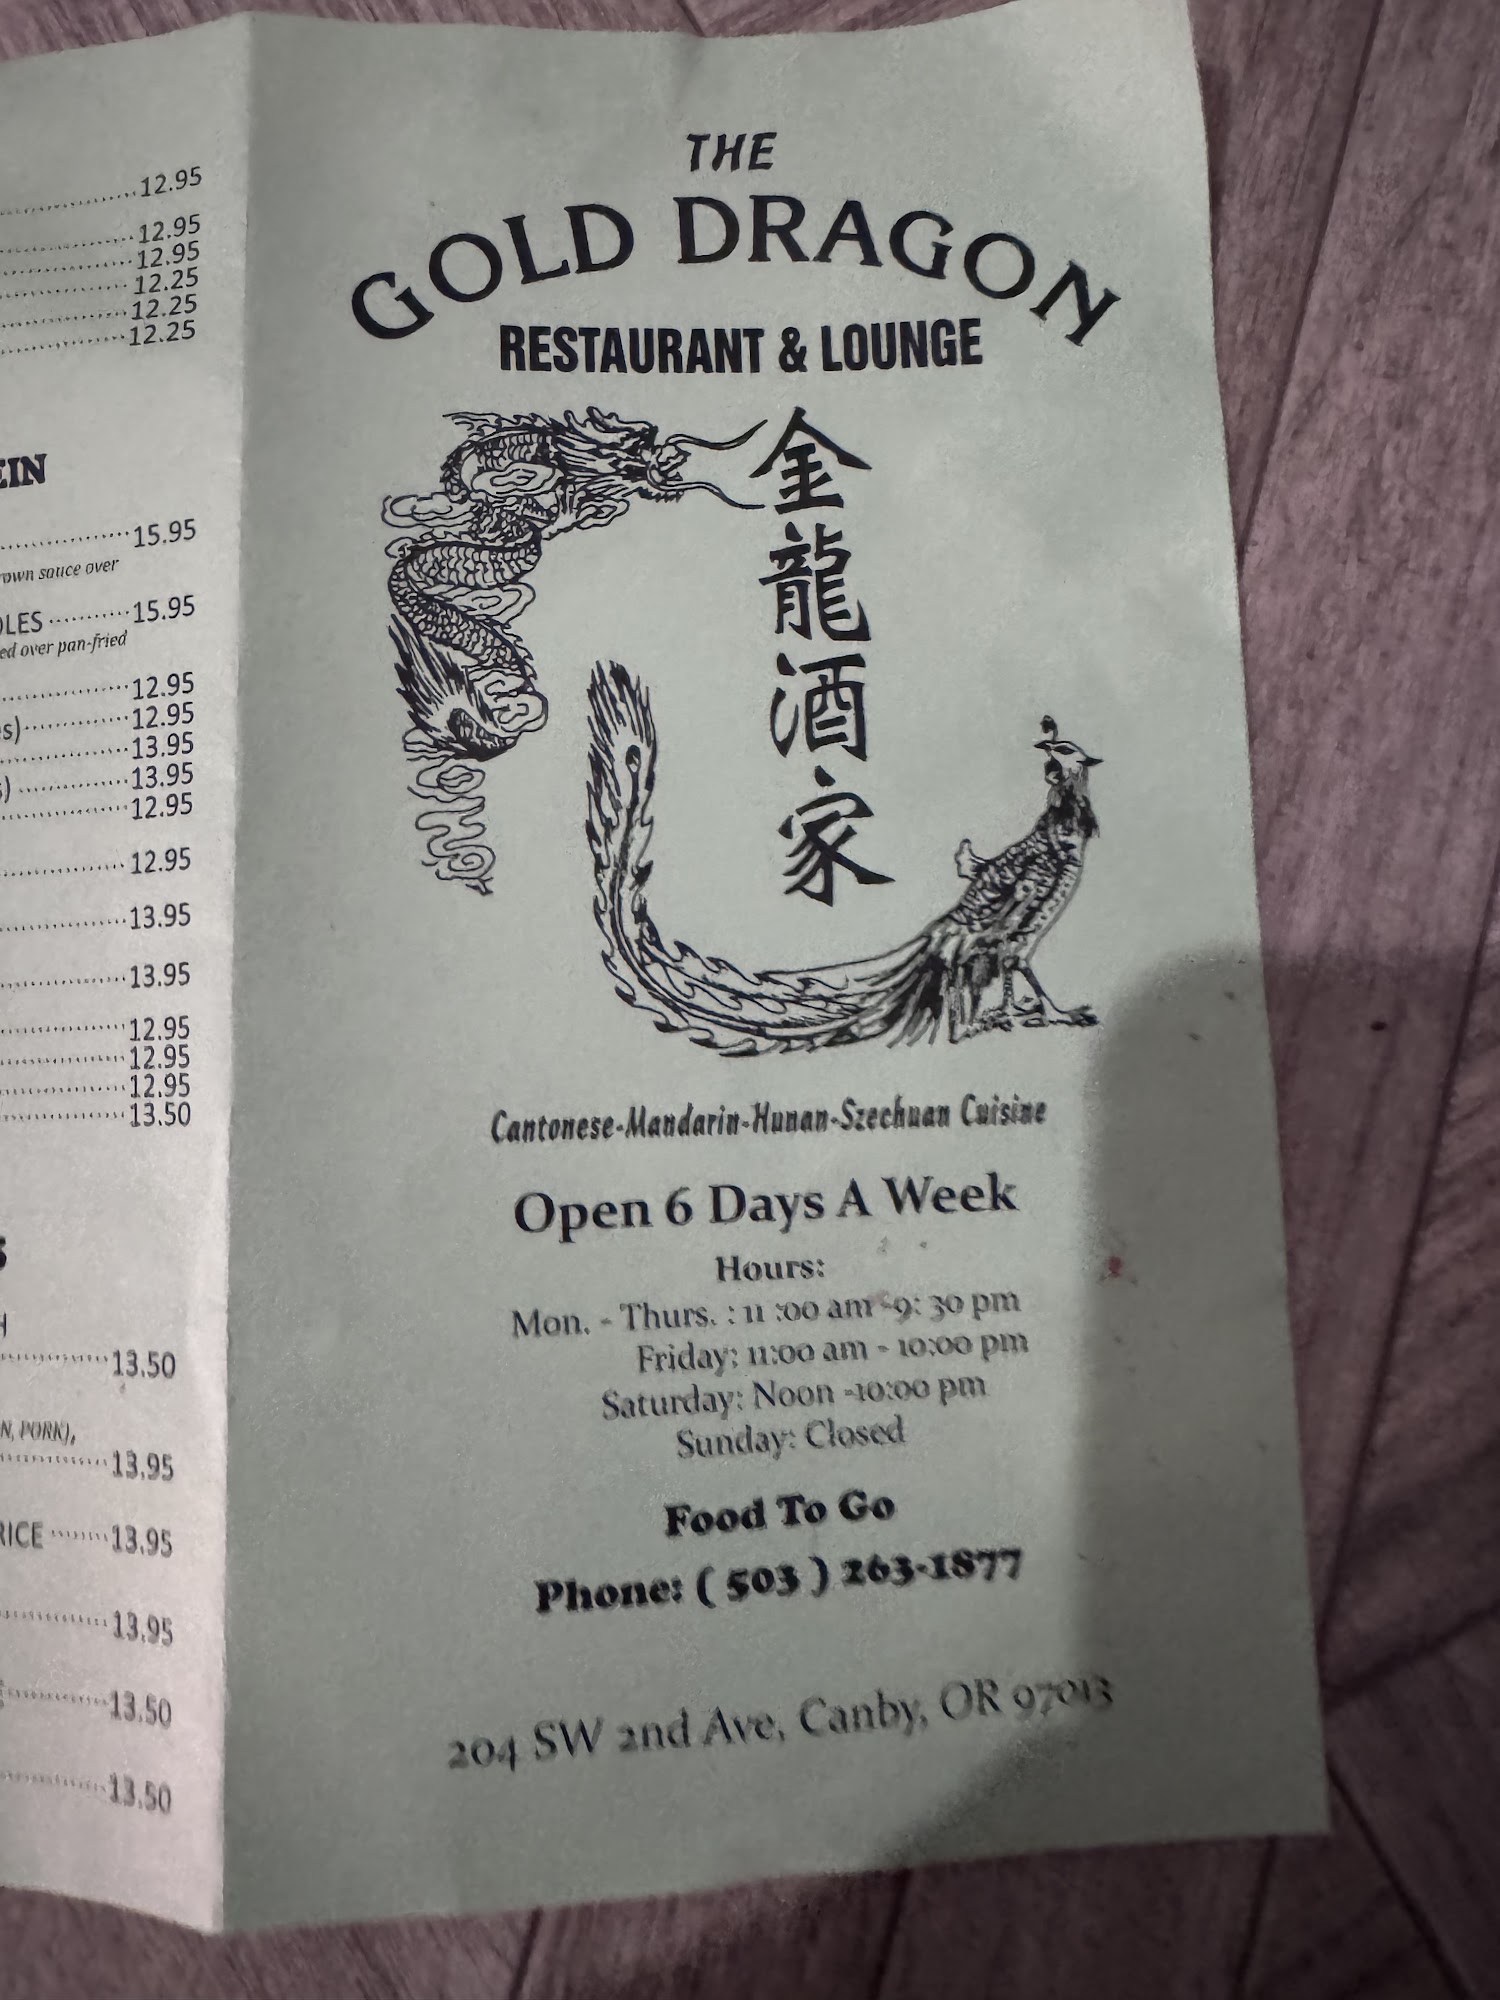 12.95
12.95
12.95
12.25
12.25
12.25
EIN
15.95
own sauce over
OLES 15.95
ed over pan-fried
12.95
s) 12.95
13.95
s) 13.95
12.95
12.95
13.95
13.95
12.95
12.95
12.95
13.50
S
H
13.50
N, PORK),
13.95
RICE 13.95
13.95
13.50
13.50
THE
GOLD DRAGON
RESTAURANT & LOUNGE
金龍酒家
Cantonese-Mandarin-Hunan-Szechuan Cuisine
Open 6 Days A Week
Hours:
Mon. - Thurs. : 11 :00 am -9: 30 pm
Friday: 11:00 am - 10:00 pm
Saturday: Noon -10:00 pm
Sunday: Closed
Food To Go
Phone: ( 503 ) 263-1877
204 SW 2nd Ave, Canby, OR 97013